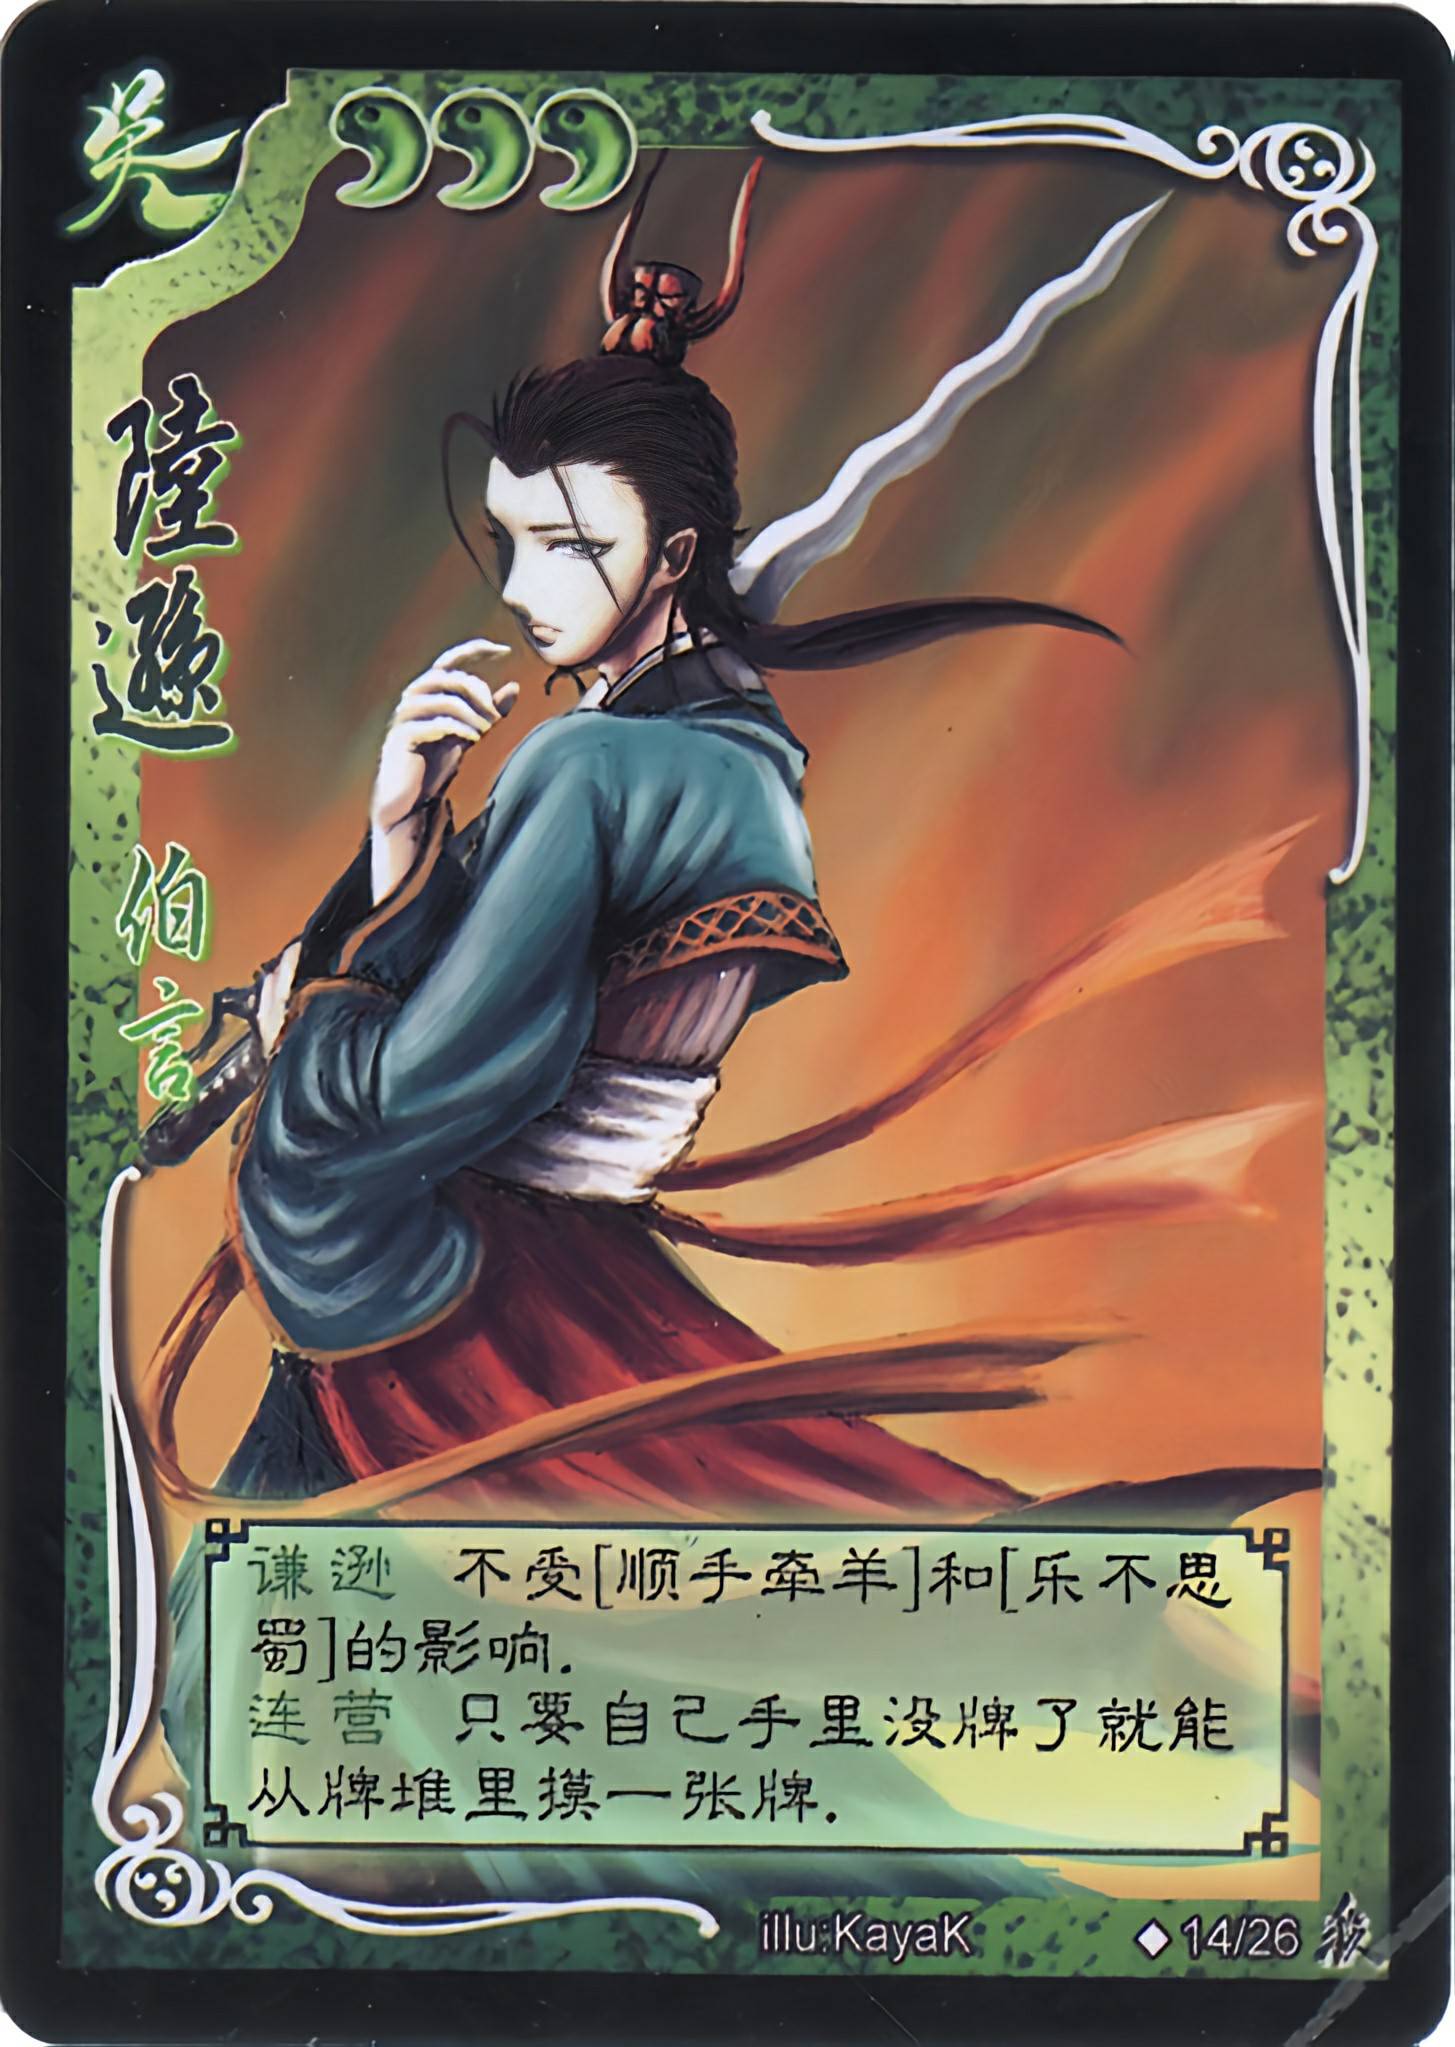 吴
陸遜
伯言
谦逊 不受[顺手牵羊]和[乐不思
蜀]的影响.
连营 只要自己手里没牌了就能
从牌堆里摸一张牌.
illu:KayaK
◆14/26